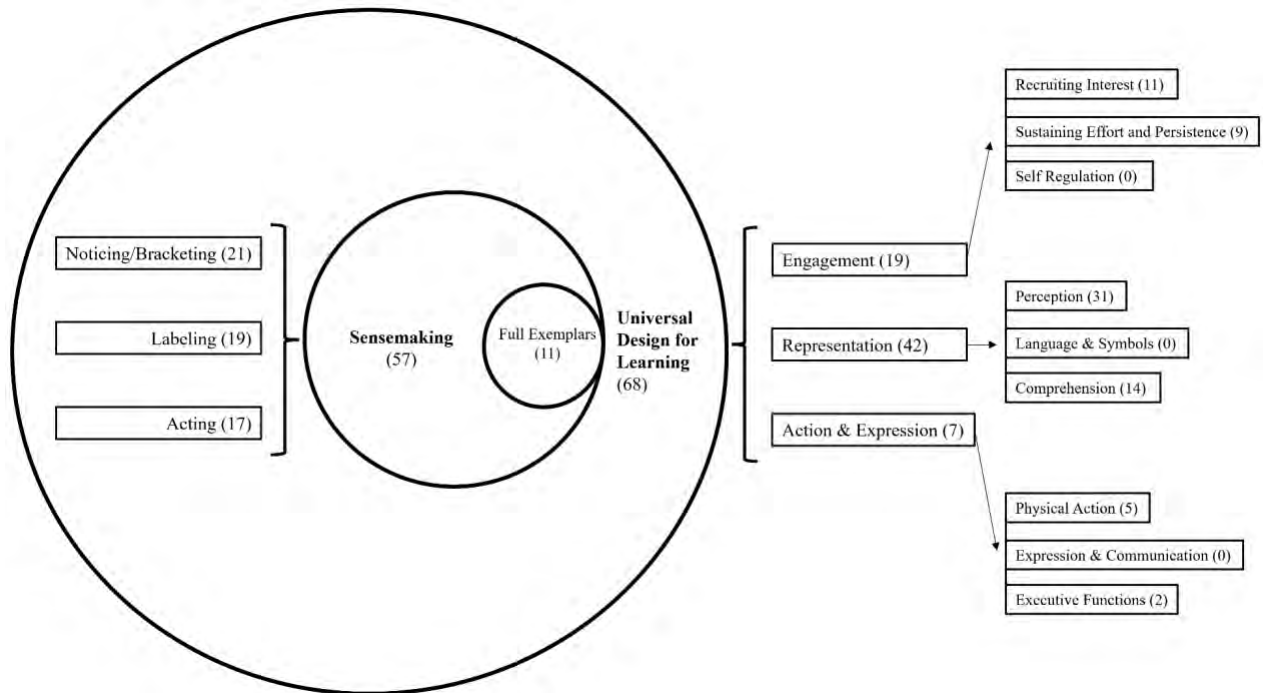 Noticing/Bracketing (21)
Labeling (19)
Acting (17)
Sensemaking
(57)
Full Exemplars
(11)
Universal
Design for
Learning
(68)
Engagement (19)
Representation (42)
Action & Expression (7)
Recruiting Interest (11)
Sustaining Effort and Persistence (9)
Self Regulation (0)
Perception (31)
Language & Symbols (0)
Comprehension (14)
Physical Action (5)
Expression & Communication (0)
Executive Functions (2)